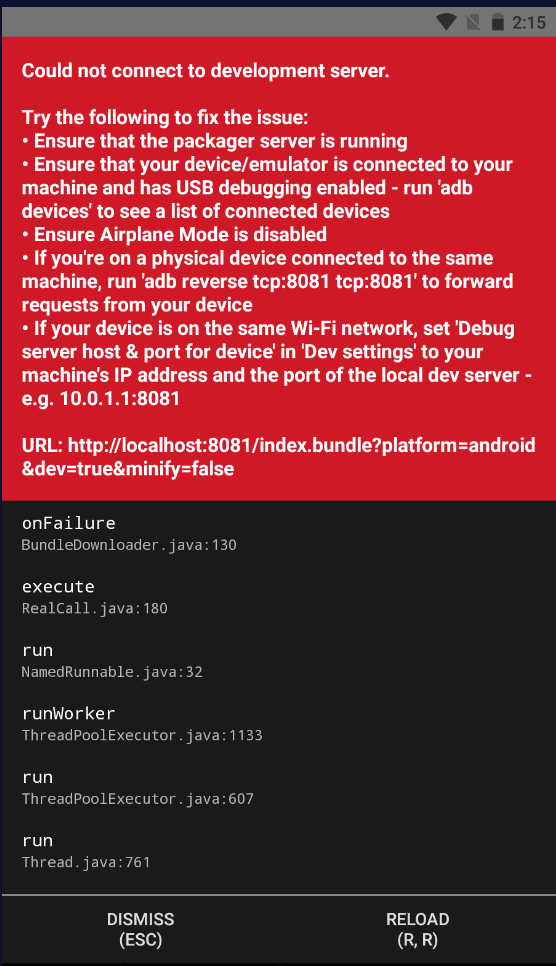 2:15
Could not connect to development server.
Try the following to fix the issue:
• Ensure that the packager server is running
• Ensure that your device/emulator is connected to your
machine and has USB debugging enabled - run 'adb
devices' to see a list of connected devices
• Ensure Airplane Mode is disabled
• If you're on a physical device connected to the same
machine, run 'adb reverse tcp:8081 tcp:8081' to forward
requests from your device
• If your device is on the same Wi-Fi network, set 'Debug
server host & port for device' in 'Dev settings' to your
machine's IP address and the port of the local dev server -
e.g. 10.0.1.1:8081
URL: http://localhost:8081/index.bundle?platform=android
&dev=true&minify=false
onFailure
BundleDownloader.java:130
execute
RealCall.java:180
run
NamedRunnable.java:32
runWorker
ThreadPoolExecutor.java:1133
run
ThreadPoolExecutor.java:607
run
Thread.java:761
DISMISS
(ESC)
RELOAD
(R, R)